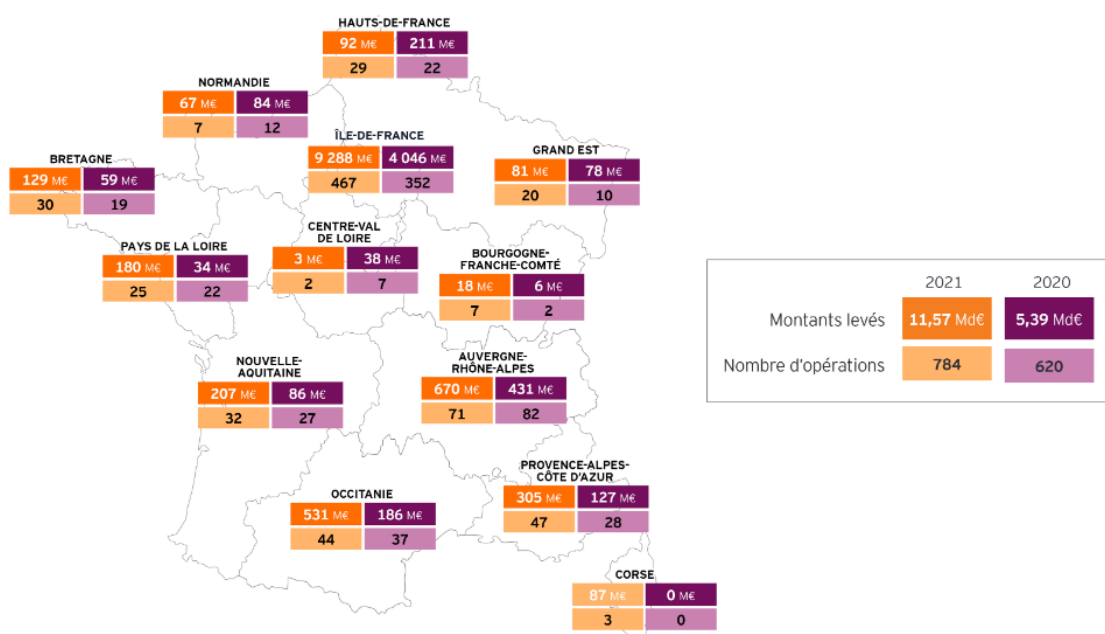 HAUTS-DE-FRANCE
92 M€ 211 M€
29 22
NORMANDIE
67 M€ 84 M€
7 12
ÎLE-DE-FRANCE
9 288 M€ 4 046 M€
467 352
GRAND EST
81 M€ 78 M€
20 10
BRETAGNE
129 M€ 59 M€
30 19
PAYS DE LA LOIRE
180 M€ 34 M€
25 22
CENTRE-VAL
DE LOIRE
3 M€ 38 M€
2 7
BOURGOGNE-
FRANCHE-COMTÉ
18 M€ 6 M€
7 2
2021 2020
Montants levés 11,57 Md€ 5,39 Md€
Nombre d'opérations 784 620
NOUVELLE-
AQUITAINE
207 M€ 86 M€
32 27
AUVERGNE-
RHÔNE-ALPES
670 M€ 431 M€
71 82
OCCITANIE
531 M€ 186 M€
44 37
PROVENCE-ALPES-
CÔTE D'AZUR
305 M€ 127 M€
47 28
CORSE
87 M€ 0 M€
3 0